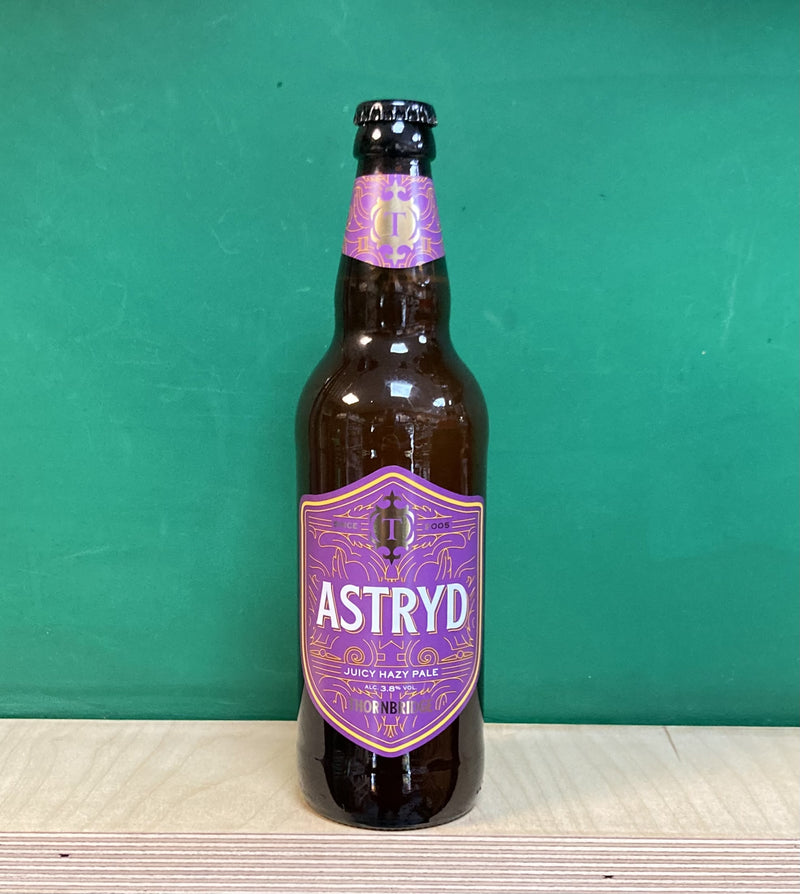 T
SINCE T 2005
ASTRYD
JUICY HAZY PALE
ALC 3.8% VOL.
THORNBRIDGE